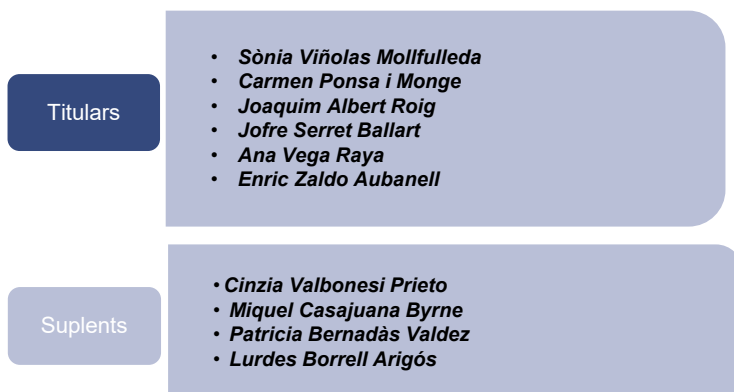 Titulars
• Sònia Viñolas Mollfulleda
• Carmen Ponsa i Monge
• Joaquim Albert Roig
• Jofre Serret Ballart
• Ana Vega Raya
• Enric Zaldo Aubanell
Suplents
• Cinzia Valbonesi Prieto
• Miquel Casajuana Byrne
• Patricia Bernadàs Valdez
• Lurdes Borrell Arigós